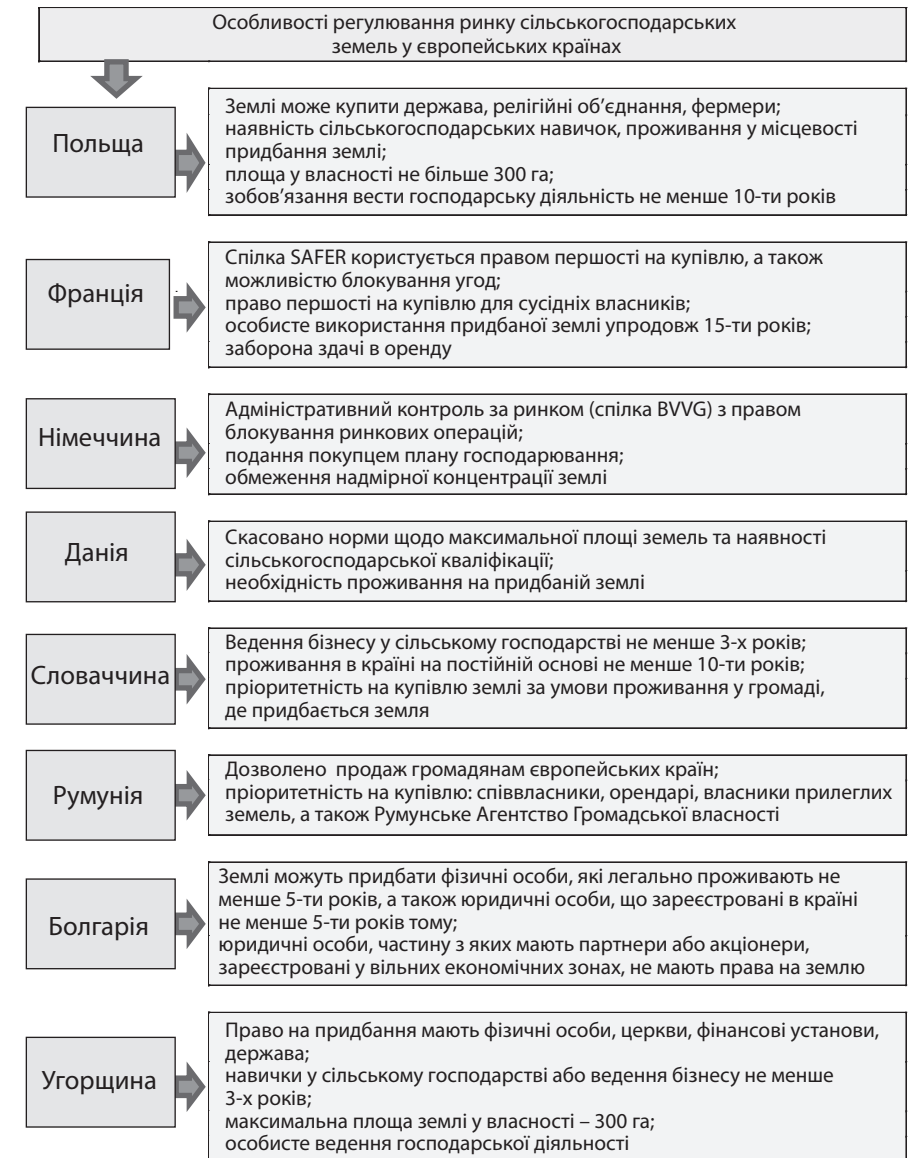 Особливості регулювання ринку сільськогосподарських
земель у європейських країнах
Польща
Землі може купити держава, релігійні об’єднання, фермери;
наявність сільськогосподарських навичок, проживання у місцевості
придбання землі;
площа у власності не більше 300 га;
зобов’язання вести господарську діяльність не менше 10-ти років
Франція
Спілка SAFER користується правом першості на купівлю, а також
можливістю блокування угод;
право першості на купівлю для сусідніх власників;
особисте використання придбаної землі упродовж 15-ти років;
заборона здачі в оренду
Німеччина
Адміністративний контроль за ринком (спілка BVVG) з правом
блокування ринкових операцій;
подання покупцем плану господарювання;
обмеження надмірної концентрації землі
Данія
Скасовано норми щодо максимальної площі земель та наявності
сільськогосподарської кваліфікації;
необхідність проживання на придбаній землі
Словаччина
Ведення бізнесу у сільському господарстві не менше 3-х років;
проживання в країні на постійній основі не менше 10-ти років;
пріоритетність на купівлю землі за умови проживання у громаді,
де придбається земля
Румунія
Дозволено продаж громадянам європейських країн;
пріоритетність на купівлю: співвласники, орендарі, власники прилеглих
земель, а також Румунське Агентство Громадської власності
Болгарія
Землі можуть придбати фізичні особи, які легально проживають не
менше 5-ти років, а також юридичні особи, що зареєстровані в країні
не менше 5-ти років тому;
юридичні особи, частину з яких мають партнери або акціонери,
зареєстровані у вільних економічних зонах, не мають права на землю
Угорщина
Право на придбання мають фізичні особи, церкви, фінансові установи,
держава;
навички у сільському господарстві або ведення бізнесу не менше
3-х років;
максимальна площа землі у власності – 300 га;
особисте ведення господарської діяльності